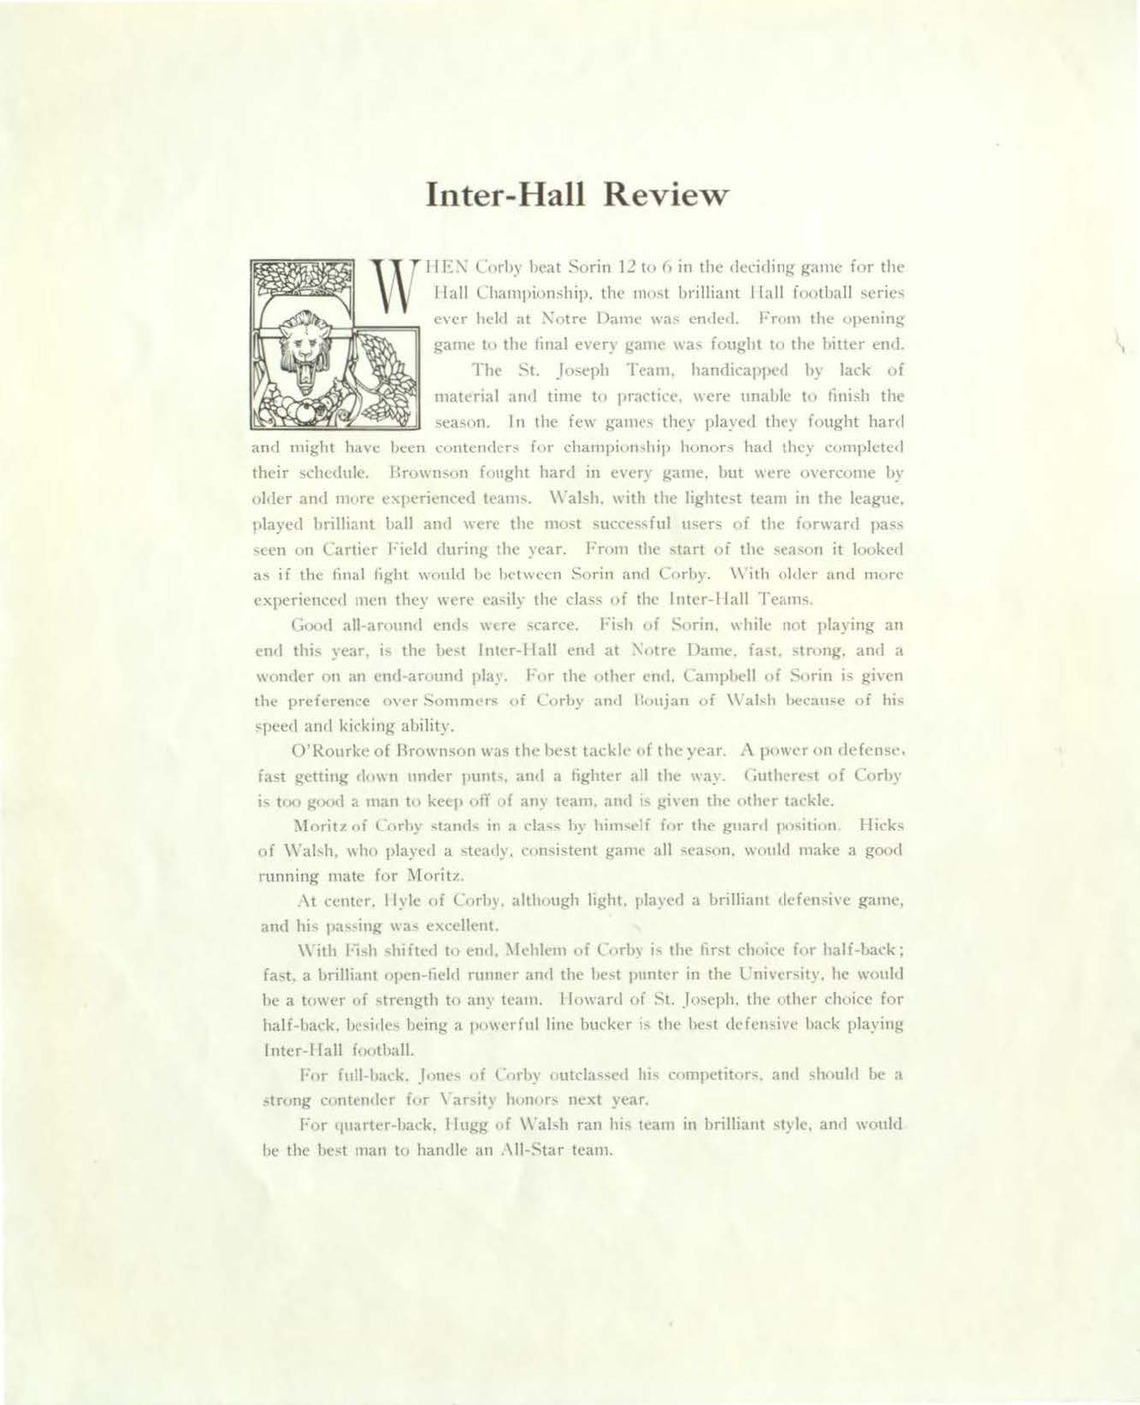 Inter-Hall Review
WHEN Corby beat Sorin 12 to 6 in the deciding game for the
Hall Championship, the most brilliant Hall football series
ever held at Notre Dame was ended. From the opening
game to the final every game was fought to the bitter end.
The St. Joseph Team, handicapped by lack of
material and time to practice, were unable to finish the
season. In the few games they played they fought hard
and might have been contenders for championship honors had they completed
their schedule. Brownson fought hard in every game, but were overcome by
older and more experienced teams. Walsh, with the lightest team in the league,
played brilliant ball and were the most successful users of the forward pass
seen on Cartier Field during the year. From the start of the season it looked
as if the final fight would be between Sorin and Corby. With older and more
experienced men they were easily the class of the Inter-Hall Teams.
Good all-around ends were scarce. Fish of Sorin, while not playing an
end this year, is the best Inter-Hall end at Notre Dame, fast, strong, and a
wonder on an end-around play. For the other end, Campbell of Sorin is given
the preference over Sommers of Corby and Boujan of Walsh because of his
speed and kicking ability.
O'Rourke of Brownson was the best tackle of the year. A power on defense,
fast getting down under punts, and a fighter all the way. Gutherest of Corby
is too good a man to keep off of any team, and is given the other tackle.
Moritz of Corby stands in a class by himself for the guard position. Hicks
of Walsh, who played a steady, consistent game all season, would make a good
running mate for Moritz.
At center, Hyle of Corby, although light, played a brilliant defensive game,
and his passing was excellent.
With Fish shifted to end, Mehlem of Corby is the first choice for half-back;
fast, a brilliant open-field runner and the best punter in the University, he would
be a tower of strength to any team. Howard of St. Joseph, the other choice for
half-back, besides being a powerful line bucker is the best defensive back playing
Inter-Hall football.
For full-back, Jones of Corby outclassed his competitors, and should be a
strong contender for Varsity honors next year.
For quarter-back, Hugg of Walsh ran his team in brilliant style, and would
be the best man to handle an All-Star team.